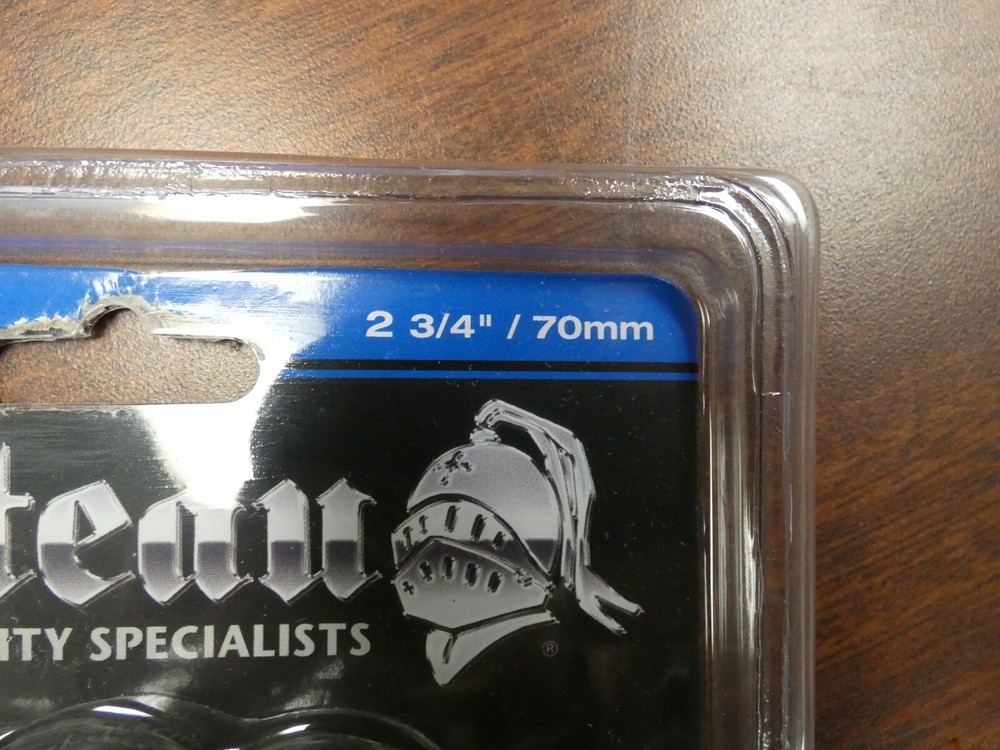 2 3/4" / 70mm
teau
ITY SPECIALISTS
®